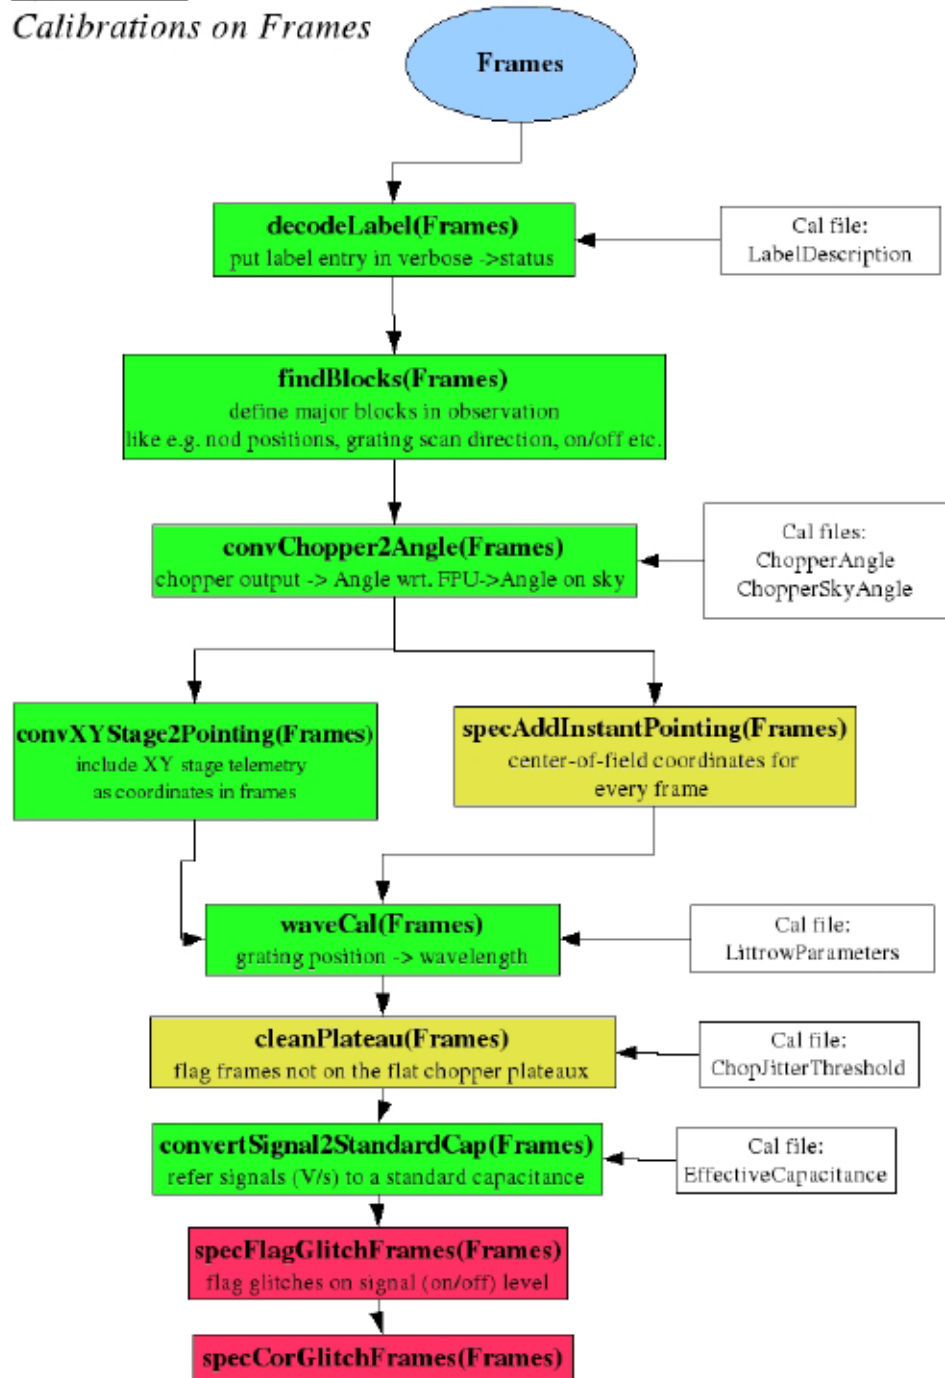 Calibrations on Frames
Frames
decodeLabel(Frames)
put label entry in verbose ->status
Cal file:
LabelDescription
findBlocks(Frames)
define major blocks in observation
like e.g. nod positions, grating scan direction, on/off etc.
convChopper2Angle(Frames)
chopper output -> Angle wrt. FPU->Angle on sky
Cal files:
ChopperAngle
ChopperSkyAngle
convXYStage2Pointing(Frames)
include XY stage telemetry
as coordinates in frames
specAddInstantPointing(Frames)
center-of-field coordinates for
every frame
waveCal(Frames)
grating position -> wavelength
Cal file:
LittrowParameters
cleanPlateau(Frames)
flag frames not on the flat chopper plateaux
Cal file:
ChopJitterThreshold
convertSignal2StandardCap(Frames)
refer signals (V/s) to a standard capacitance
Cal file:
EffectiveCapacitance
specFlagGlitchFrames(Frames)
flag glitches on signal (on/off) level
specCorGlitchFrames(Frames)